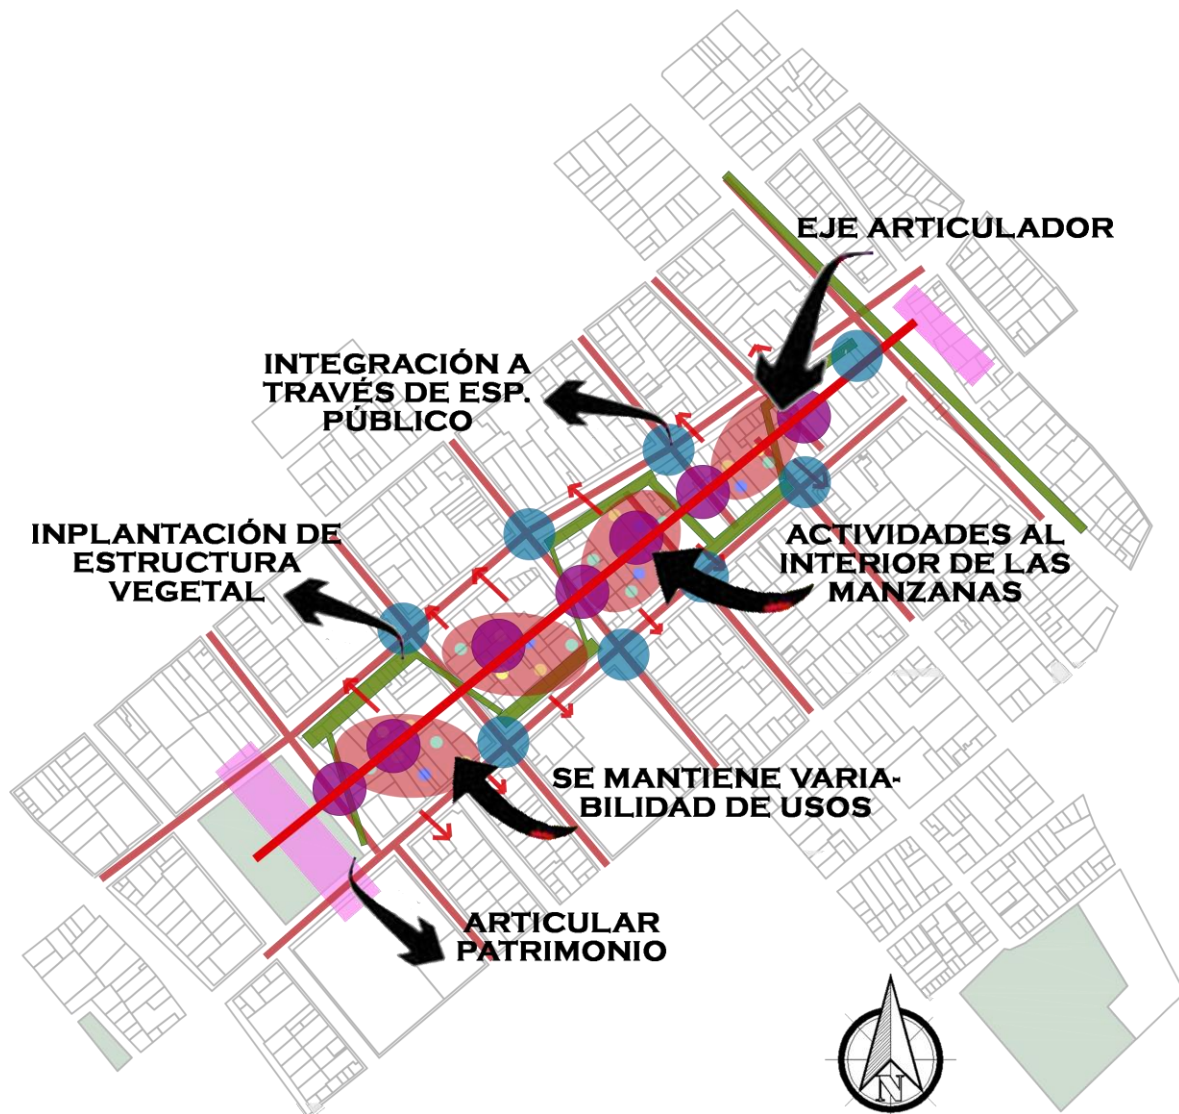 EJE ARTICULADOR
INTEGRACIÓN A
TRAVÉS DE ESP.
PÚBLICO
INPLANTACIÓN DE
ESTRUCTURA
VEGETAL
ACTIVIDADES AL
INTERIOR DE LAS
MANZANAS
SE MANTIENE VARIA-
BILIDAD DE USOS
ARTICULAR
PATRIMONIO
N